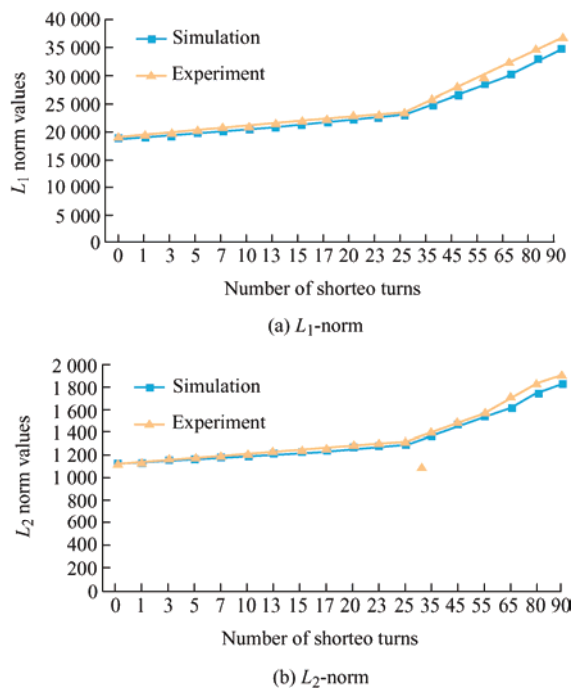 40 000
35 000
30 000
25 000
20 000
15 000
10 000
5 000
0
L₁ norm values
Simulation
Experiment
0 1 3 5 7 10 13 15 17 20 23 25 35 45 55 65 80 90
Number of shorteo turns
(a) L₁-norm
2 000
1 800
1 600
1 400
1 200
1 000
800
600
400
200
0
L₂ norm values
Simulation
Experiment
0 1 3 5 7 10 13 15 17 20 23 25 35 45 55 65 80 90
Number of shorteo turns
(b) L₂-norm